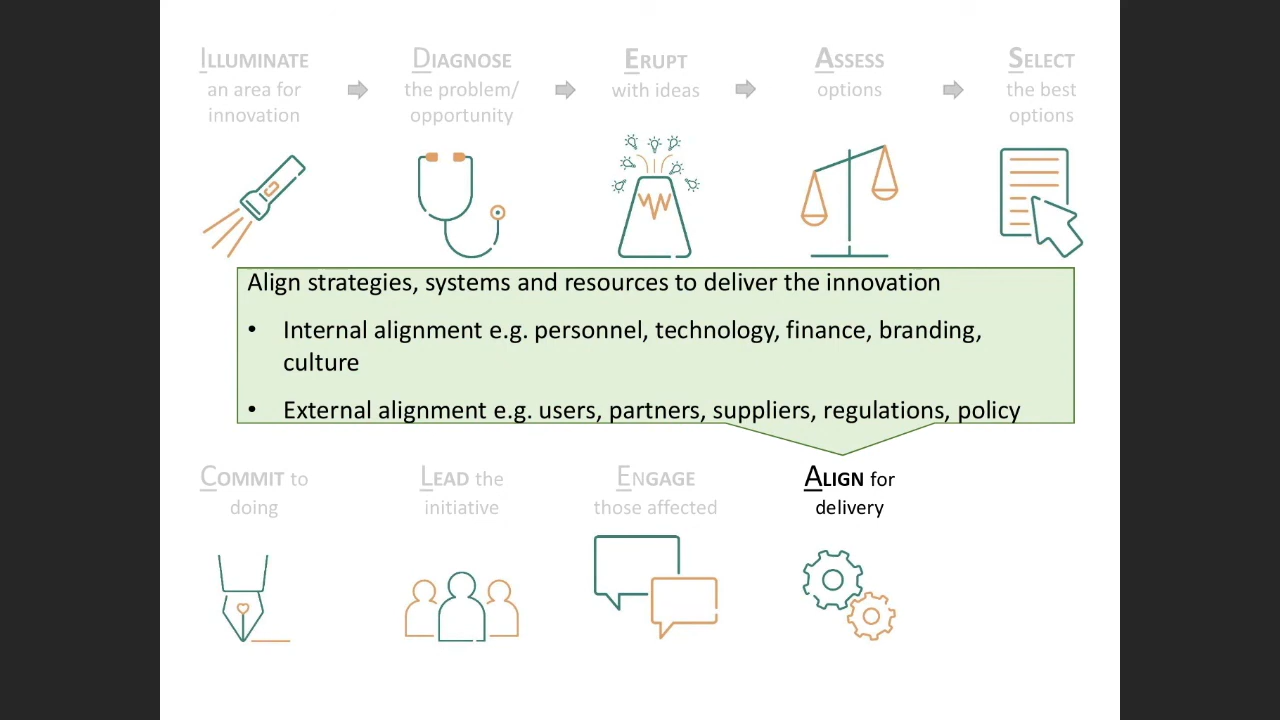 ILLUMINATE
an area for
innovation
DIAGNOSE
the problem/
opportunity
ERUPT
with ideas
ASSESS
options
SELECT
the best
options
Align strategies, systems and resources to deliver the innovation
• Internal alignment e.g. personnel, technology, finance, branding,
culture
• External alignment e.g. users, partners, suppliers, regulations, policy
COMMIT to
doing
LEAD the
initiative
ENGAGE
those affected
ALIGN for
delivery